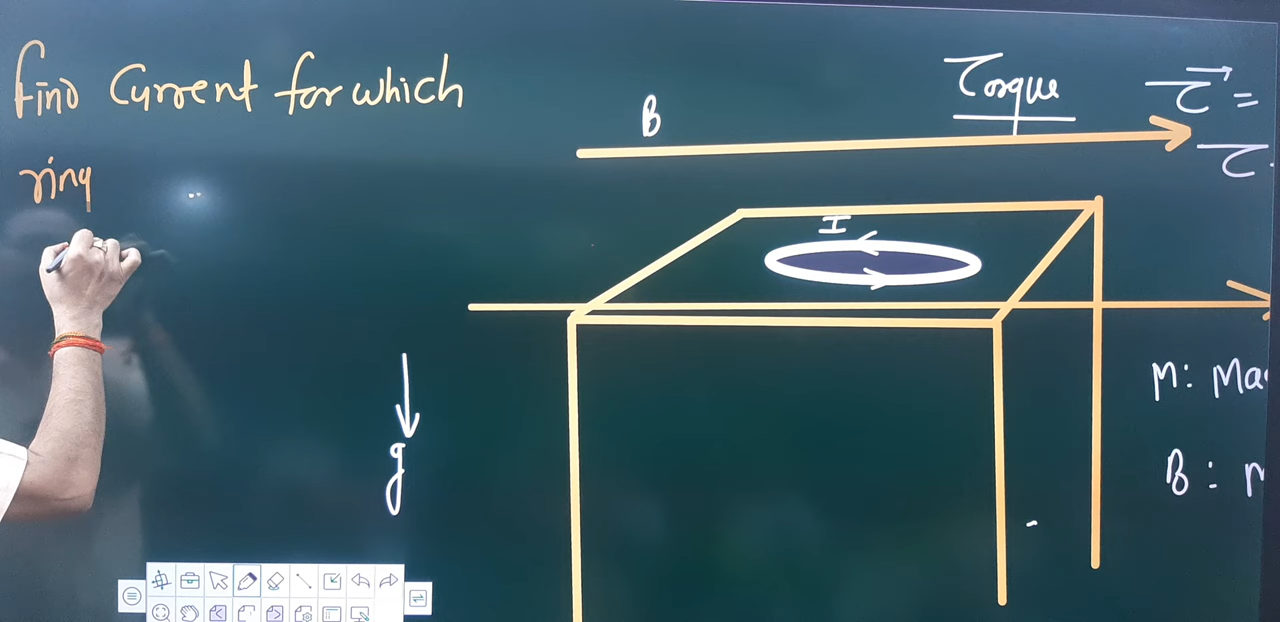 Find Current for which
ring
B
Torque
τ⃗ =
τ
I
g
M: Ma
B: